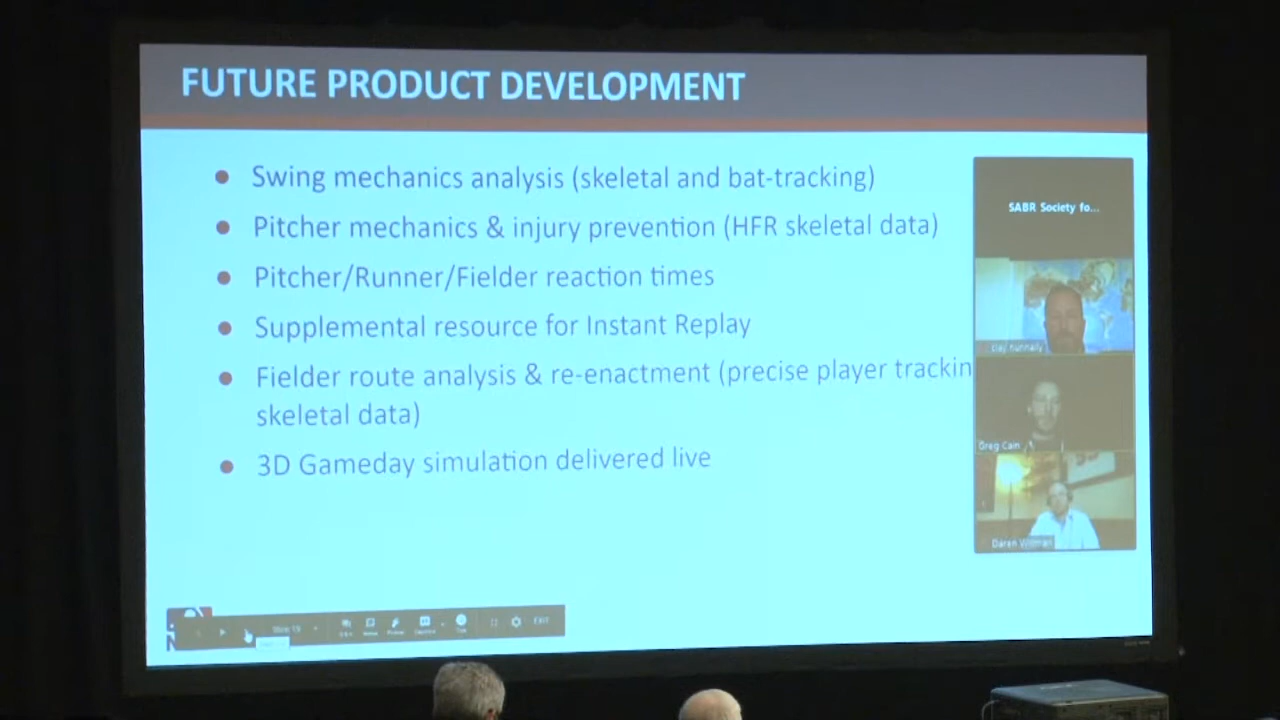 FUTURE PRODUCT DEVELOPMENT
Swing mechanics analysis (skeletal and bat-tracking)
Pitcher mechanics & injury prevention (HFR skeletal data)
Pitcher/Runner/Fielder reaction times
Supplemental resource for Instant Replay
Fielder route analysis & re-enactment (precise player trackin
skeletal data)
3D Gameday simulation delivered live
SABR Society fo...
Greg Cain
Daren Willman
EXIT